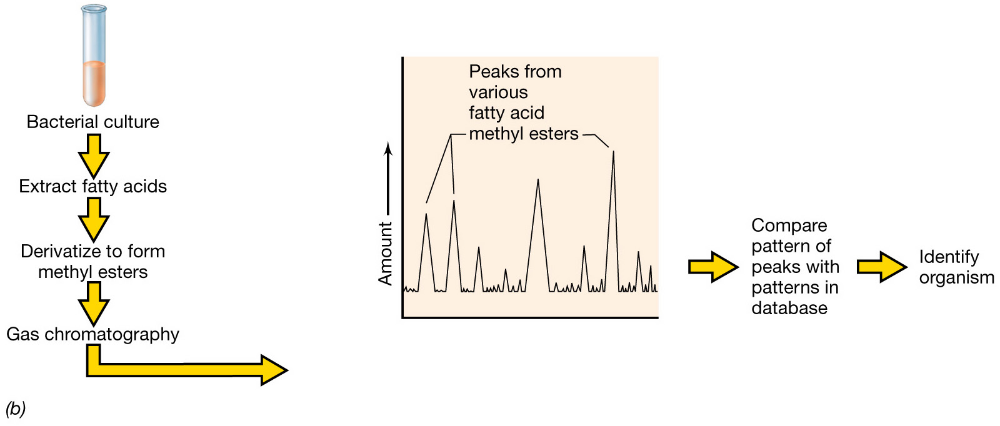 Bacterial culture
Extract fatty acids
Derivatize to form
methyl esters
Gas chromatography
Peaks from
various
fatty acid
methyl esters
Amount
Compare
pattern of
peaks with
patterns in
database
Identify
organism
(b)